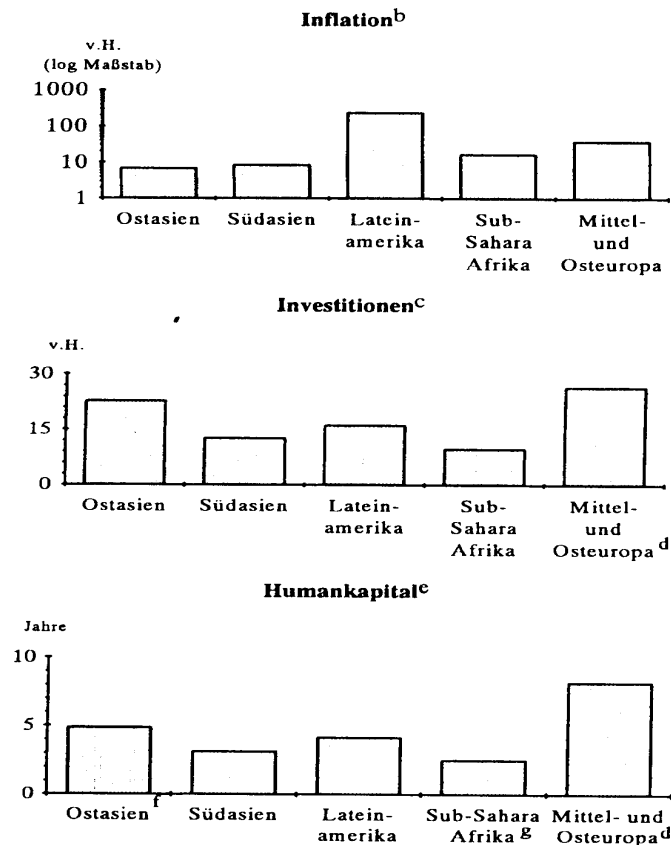 Inflation^b
v.H.
(log Maßstab)
1000
100
10
1
Ostasien Südasien Latein- Sub- Mittel-
amerika Sahara und
Afrika Osteuropa
Investitionen^c
v.H.
30
15
0
Ostasien Südasien Latein- Sub- Mittel-
amerika Sahara und
Afrika Osteuropa^d
Humankapital^e
Jahre
10
5
0
Ostasien^f Südasien Latein- Sub-Sahara Mittel- und
amerika Afrika^g Osteuropa^d